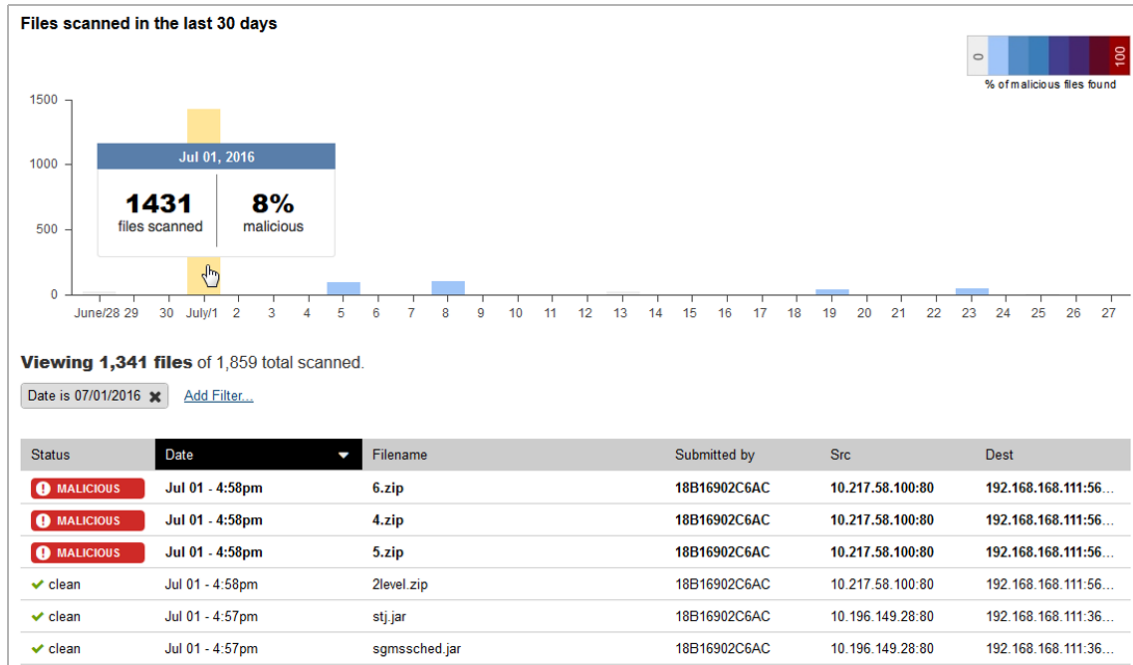 Files scanned in the last 30 days
0 100
% of malicious files found
1500
1000
500
0
Jul 01, 2016
1431 8%
files scanned malicious
June/28 29 30 July/1 2 3 4 5 6 7 8 9 10 11 12 13 14 15 16 17 18 19 20 21 22 23 24 25 26 27
Viewing 1,341 files of 1,859 total scanned.
Date is 07/01/2016 ✖ Add Filter...
Status Date Filename Submitted by Src Dest
MALICIOUS Jul 01 - 4:58pm 6.zip 18B16902C6AC 10.217.58.100:80 192.168.168.111:56...
MALICIOUS Jul 01 - 4:58pm 4.zip 18B16902C6AC 10.217.58.100:80 192.168.168.111:56...
MALICIOUS Jul 01 - 4:58pm 5.zip 18B16902C6AC 10.217.58.100:80 192.168.168.111:56...
clean Jul 01 - 4:58pm 2level.zip 18B16902C6AC 10.217.58.100:80 192.168.168.111:56...
clean Jul 01 - 4:57pm stj.jar 18B16902C6AC 10.196.149.28:80 192.168.168.111:36...
clean Jul 01 - 4:57pm sgmssched.jar 18B16902C6AC 10.196.149.28:80 192.168.168.111:36...